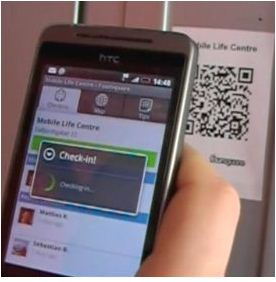 hTC
14:48
Mobile Life Centre | Foursquare
Checkins
Map
Tips
Mobile Life Centre
Check-in!
Checking in...
Mattias R.
Sebastian R.
Mobile Life Centre
foursquare